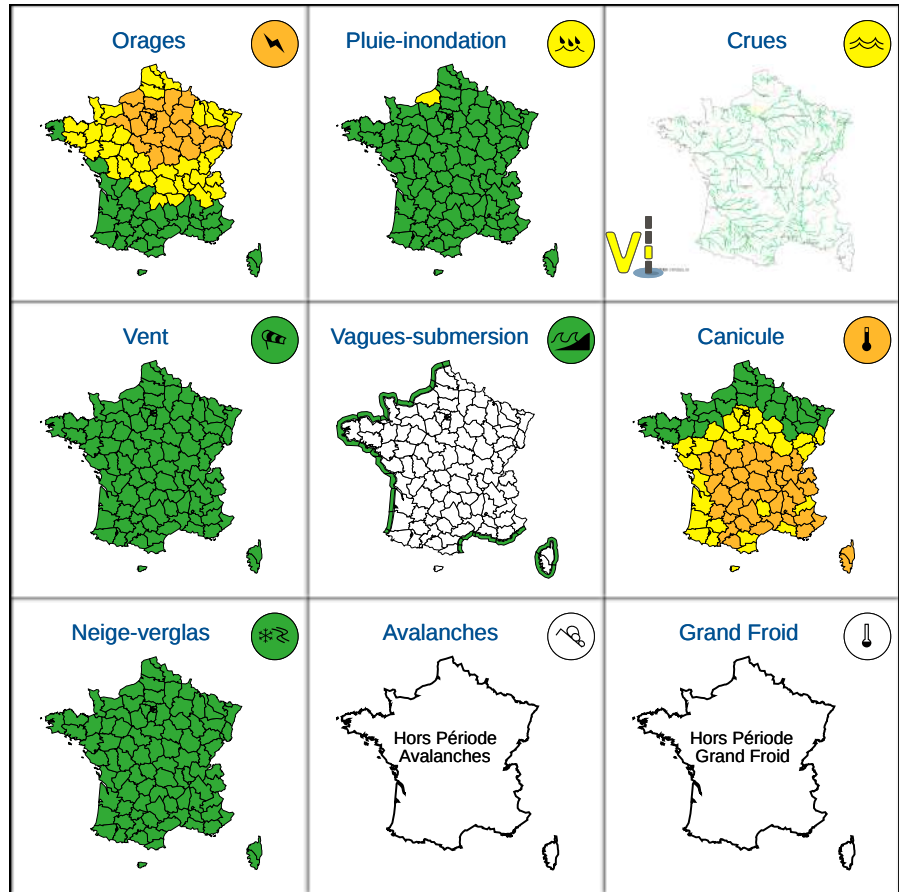 Orages
Pluie-inondation
Crues
Vi
Vent
Vagues-submersion
Canicule
Neige-verglas
Avalanches
Grand Froid
Hors Période
Avalanches
Hors Période
Grand Froid